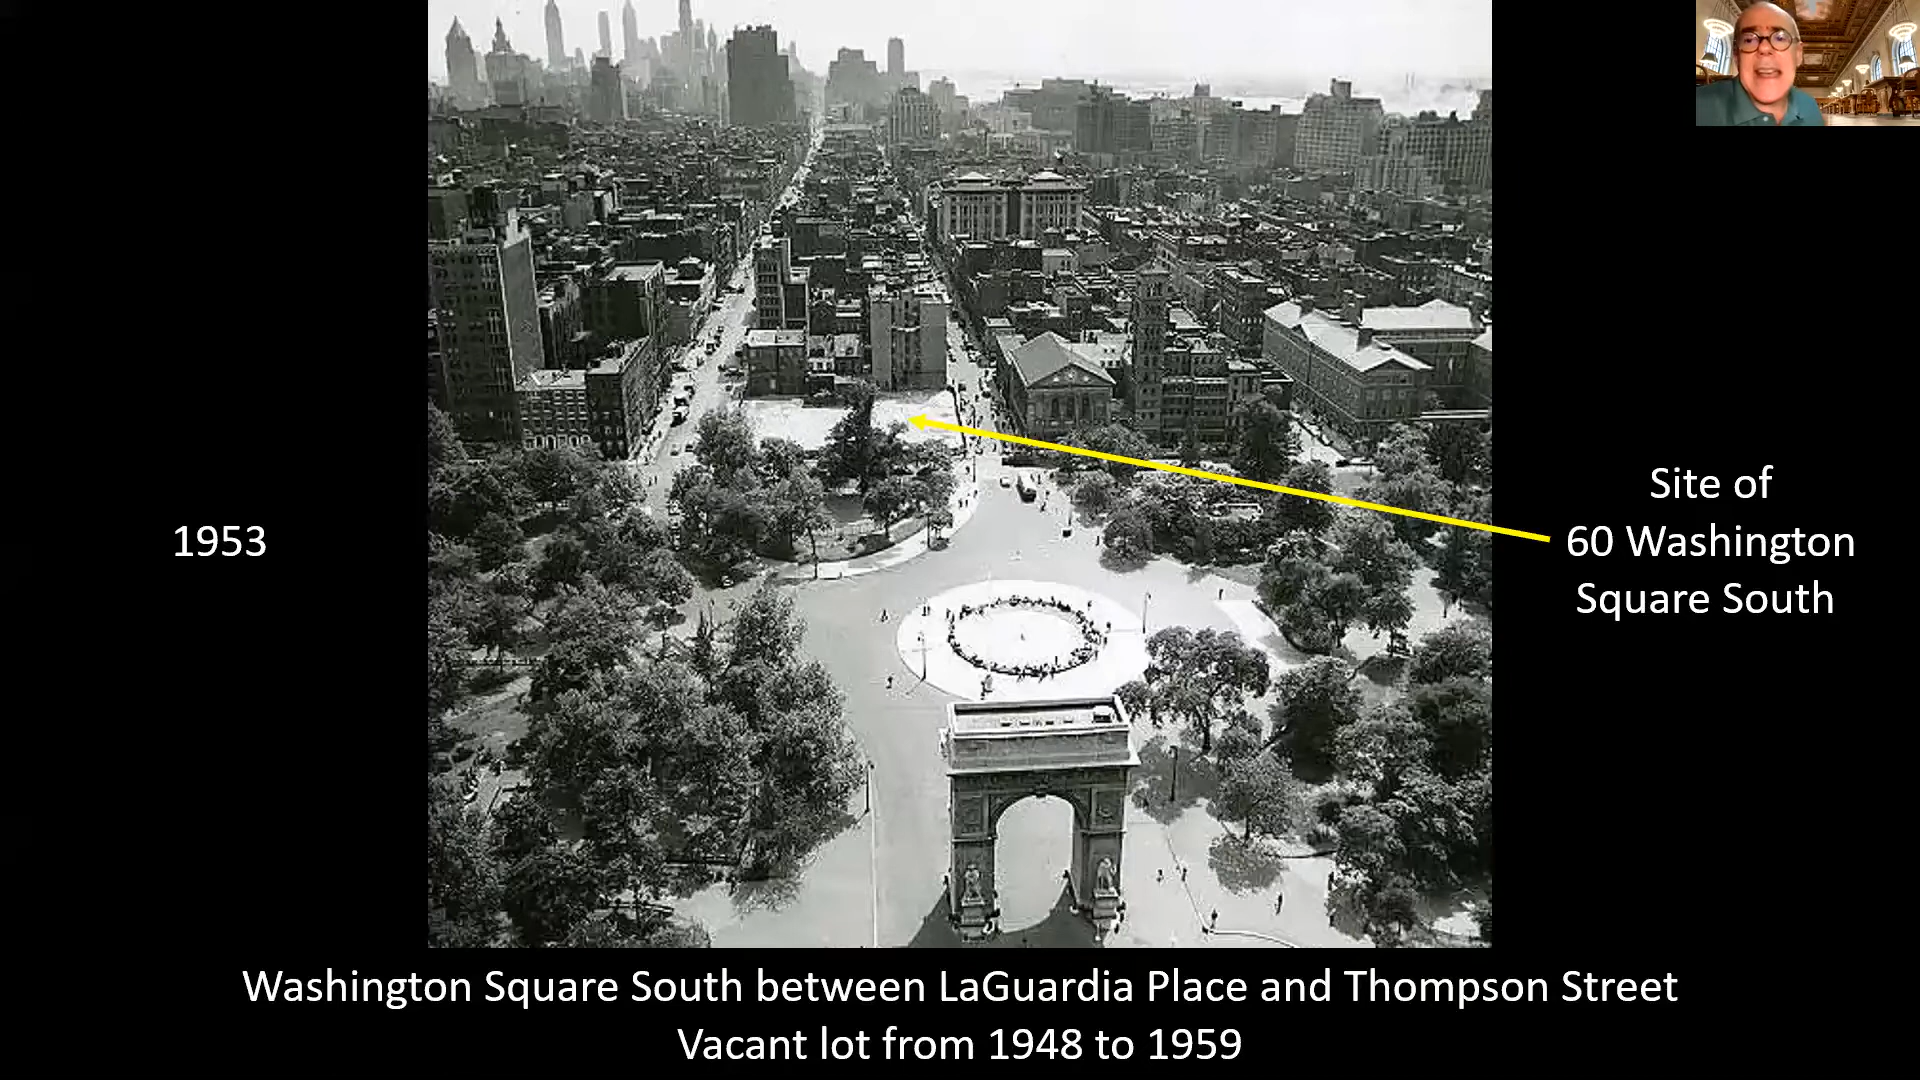 1953
Site of
60 Washington
Square South
Washington Square South between LaGuardia Place and Thompson Street
Vacant lot from 1948 to 1959